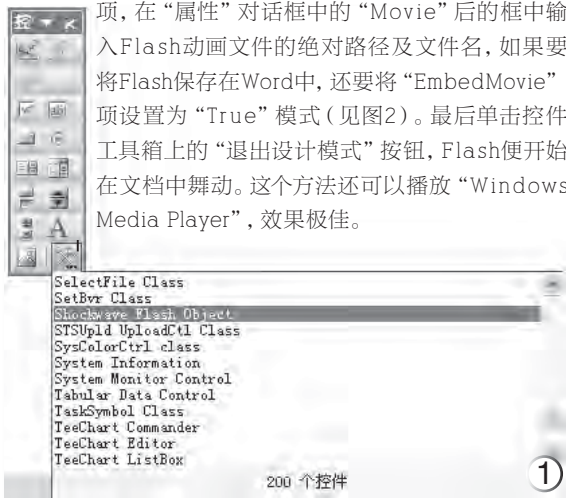 控
项，在“属性”对话框中的“Movie”后的框中输
入Flash动画文件的绝对路径及文件名，如果要
将Flash保存在Word中，还要将“EmbedMovie”
项设置为“True”模式（见图2）。最后单击控件
工具箱上的“退出设计模式”按钮，Flash便开始
在文档中舞动。这个方法还可以播放“Windows
Media Player”，效果极佳。
A
SelectFile Class
SetBvr Class
Shockwave Flash Object
STSUpld UploadCtl Class
SysColorCtrl class
System Information
System Monitor Control
Tabular Data Control
TaskSymbol Class
TeeChart Commander
TeeChart Editor
TeeChart ListBox
200 个控件
①